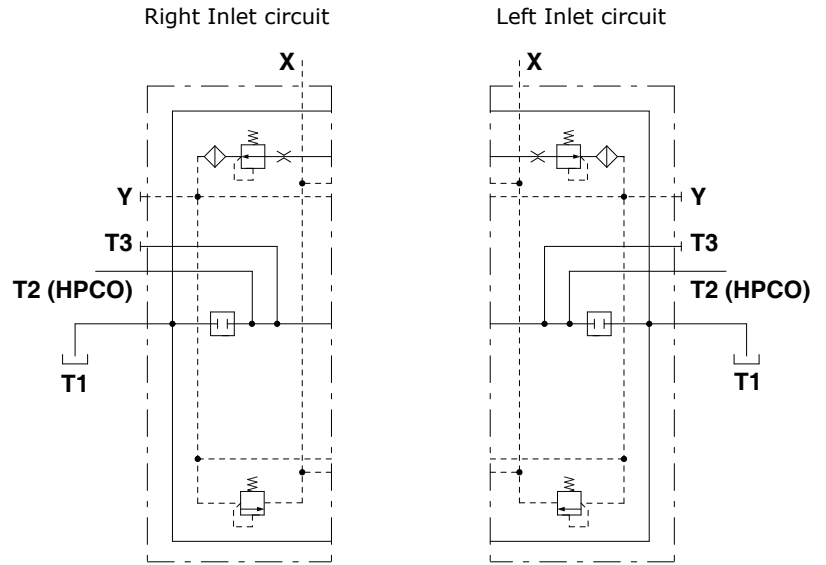 Right Inlet circuit
Left Inlet circuit
X
X
Y
Y
T3
T3
T2 (HPCO)
T2 (HPCO)
T1
T1